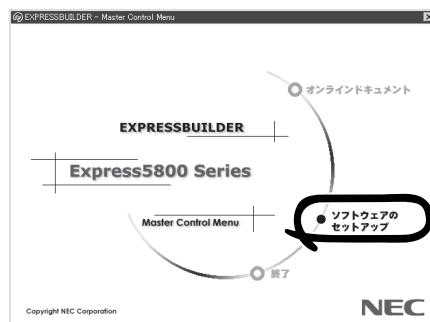 EXPRESSBUILDER - Master Control Menu
オンラインドキュメント
EXPRESSBUILDER
Express5800 Series
Master Control Menu
ソフトウェアの
セットアップ
終了
Copyright NEC Corporation
NEC